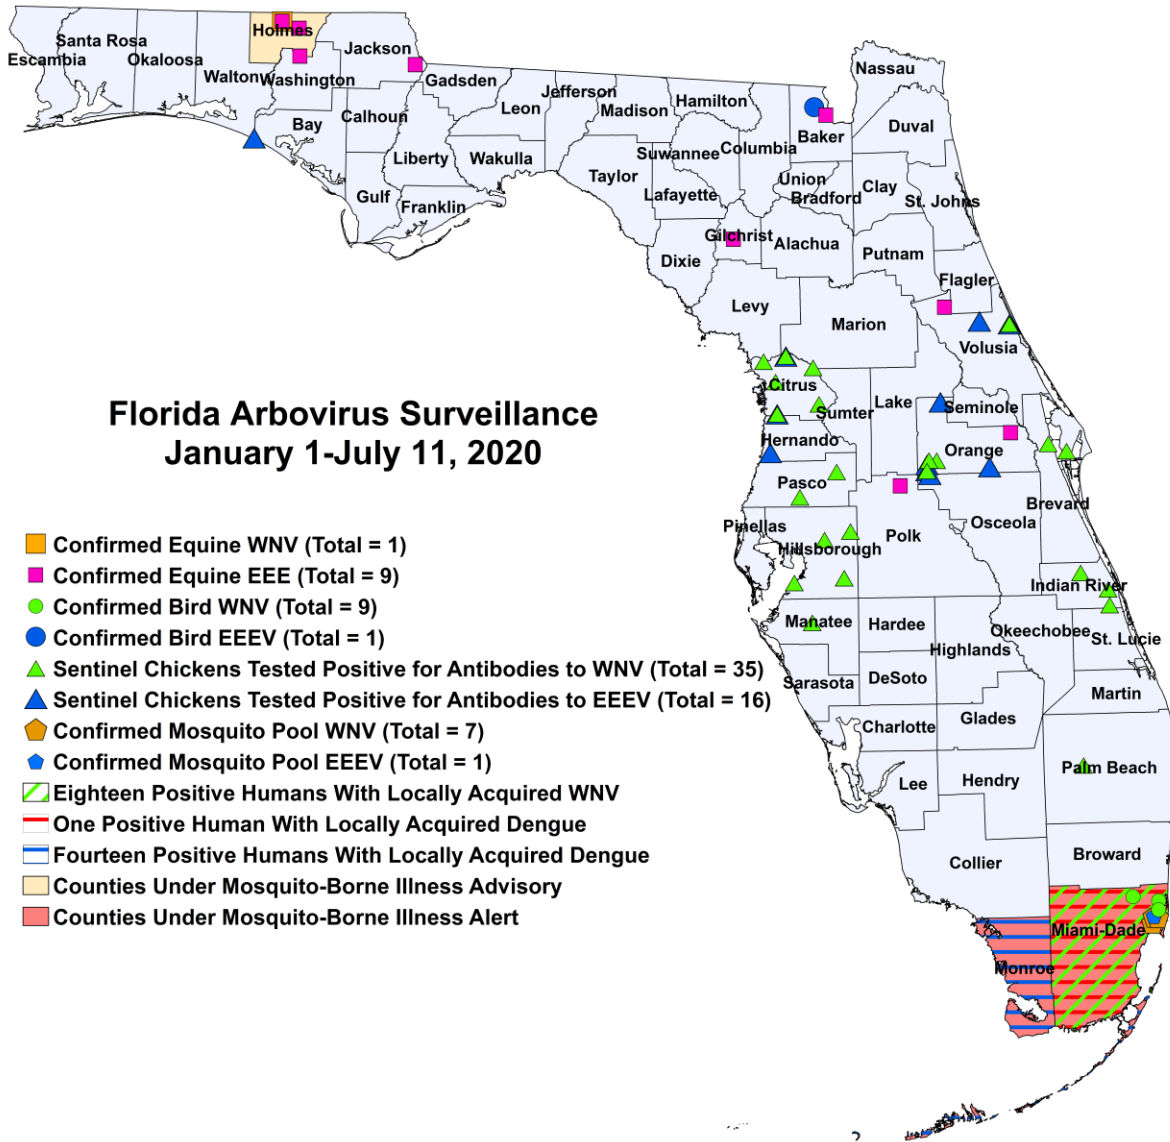 Holmes
Santa Rosa
Jackson
Escambia
Okaloosa
Nassau
Walton
Washington
Gadsden
Jefferson
Hamilton
Leon
Madison
Calhoun
Bay
Duval
Baker
Columbia
Suwannee
Liberty
Wakulla
Taylor
Union
Clay
Lafayette
Bradford
St. Johns
Gulf
Franklin
Gilchrist
Alachua
Putnam
Dixie
Flagler
Levy
Marion
Volusia
Citrus
Lake
Seminole
Sumter
Florida Arbovirus Surveillance
January 1-July 11, 2020
Hernando
Orange
Pasco
Brevard
Osceola
Pinellas
Polk
Hillsborough
Indian River
Manatee
Hardee
Okeechobee
St. Lucie
Highlands
DeSoto
Sarasota
Martin
Glades
Charlotte
Palm Beach
Lee
Hendry
Broward
Collier
Miami-Dade
Monroe
Confirmed Equine WNV (Total = 1)
Confirmed Equine EEE (Total = 9)
Confirmed Bird WNV (Total = 9)
Confirmed Bird EEEV (Total = 1)
Sentinel Chickens Tested Positive for Antibodies to WNV (Total = 35)
Sentinel Chickens Tested Positive for Antibodies to EEEV (Total = 16)
Confirmed Mosquito Pool WNV (Total = 7)
Confirmed Mosquito Pool EEEV (Total = 1)
Eighteen Positive Humans With Locally Acquired WNV
One Positive Human With Locally Acquired Dengue
Fourteen Positive Humans With Locally Acquired Dengue
Counties Under Mosquito-Borne Illness Advisory
Counties Under Mosquito-Borne Illness Alert